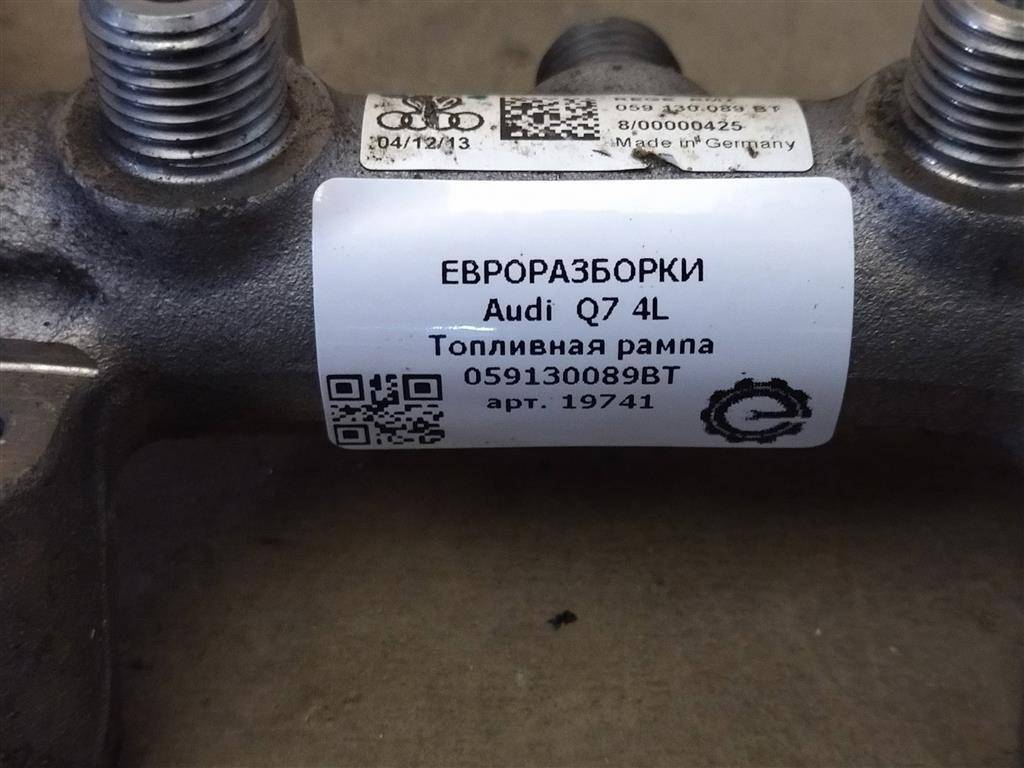 059 130 089 BT
04/12/13
8/00000425
Made in Germany
ЕВРОРАЗБОРКИ
Audi Q7 4L
Топливная рампа
059130089BT
арт. 19741